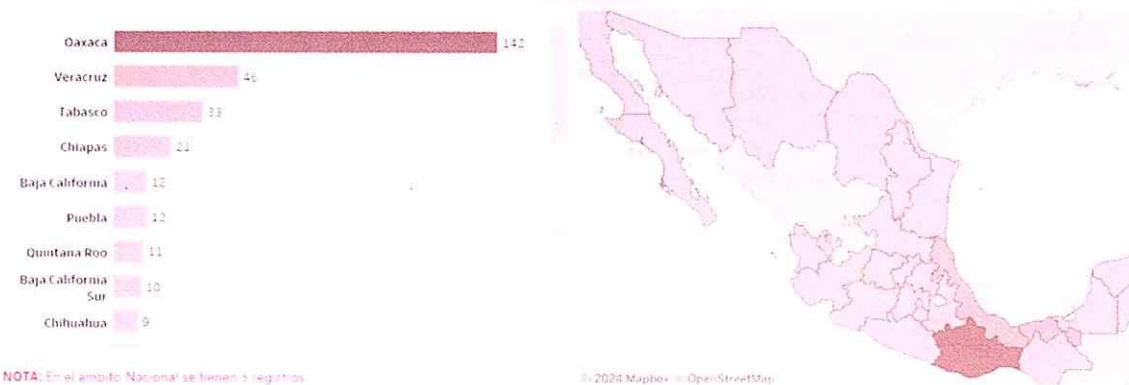 Oaxaca 142
Veracruz 46
Tabasco 33
Chiapas 21
Baja California 12
Puebla 12
Quintana Roo 11
Baja California
Sur 10
Chihuahua 9
NOTA: En el ambito Nacional se tienen 5 registros
© 2024 Mapbox © OpenStreetMap